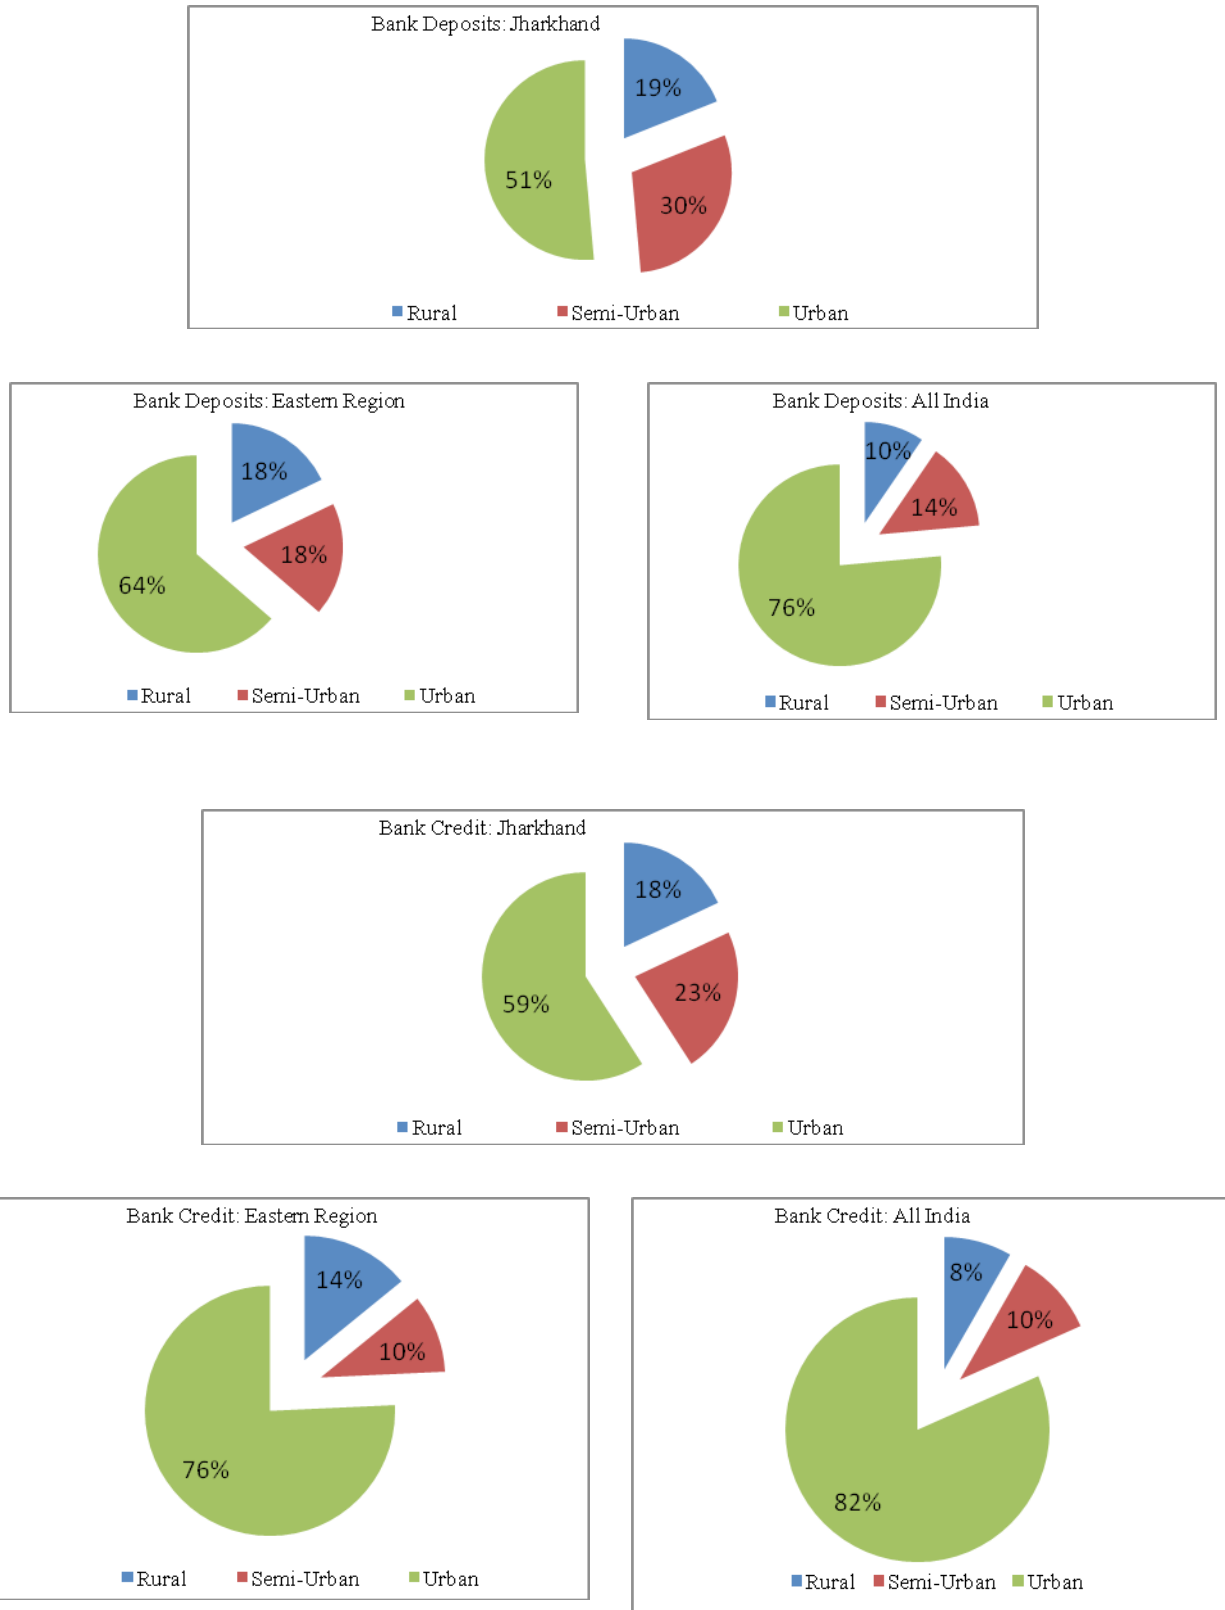 Bank Deposits: Jharkhand
19%
51%
30%
Rural Semi-Urban Urban
Bank Deposits: Eastern Region
18%
18%
64%
Rural Semi-Urban Urban
Bank Deposits: All India
10%
14%
76%
Rural Semi-Urban Urban
Bank Credit: Jharkhand
18%
23%
59%
Rural Semi-Urban Urban
Bank Credit: Eastern Region
14%
10%
76%
Rural Semi-Urban Urban
Bank Credit: All India
8%
10%
82%
Rural Semi-Urban Urban